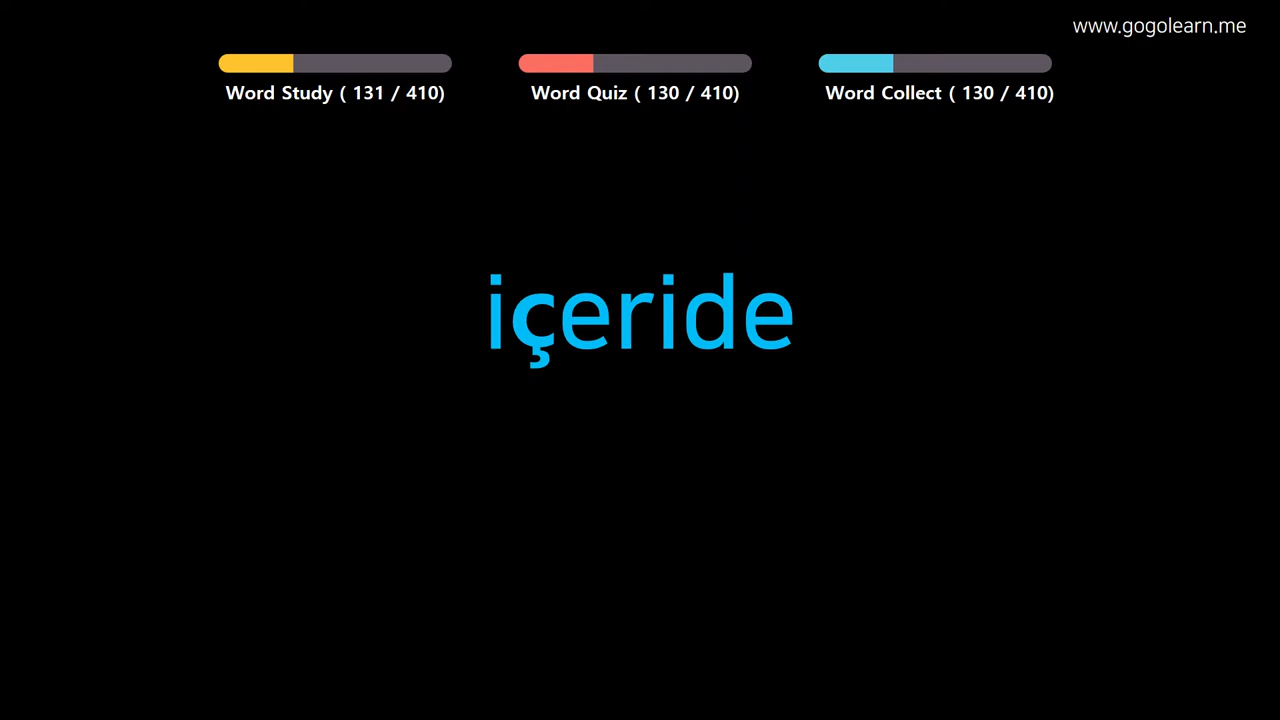 www.gogolearn.me
Word Study ( 131 / 410)
Word Quiz ( 130 / 410)
Word Collect ( 130 / 410)
içeride